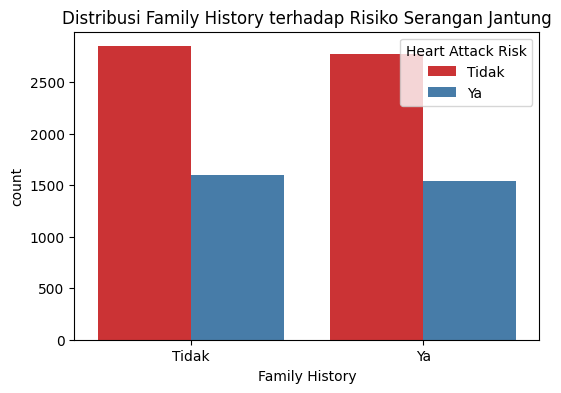 Distribusi Family History terhadap Risiko Serangan Jantung
Heart Attack Risk
Tidak
Ya
count
2500
2000
1500
1000
500
0
Tidak
Ya
Family History